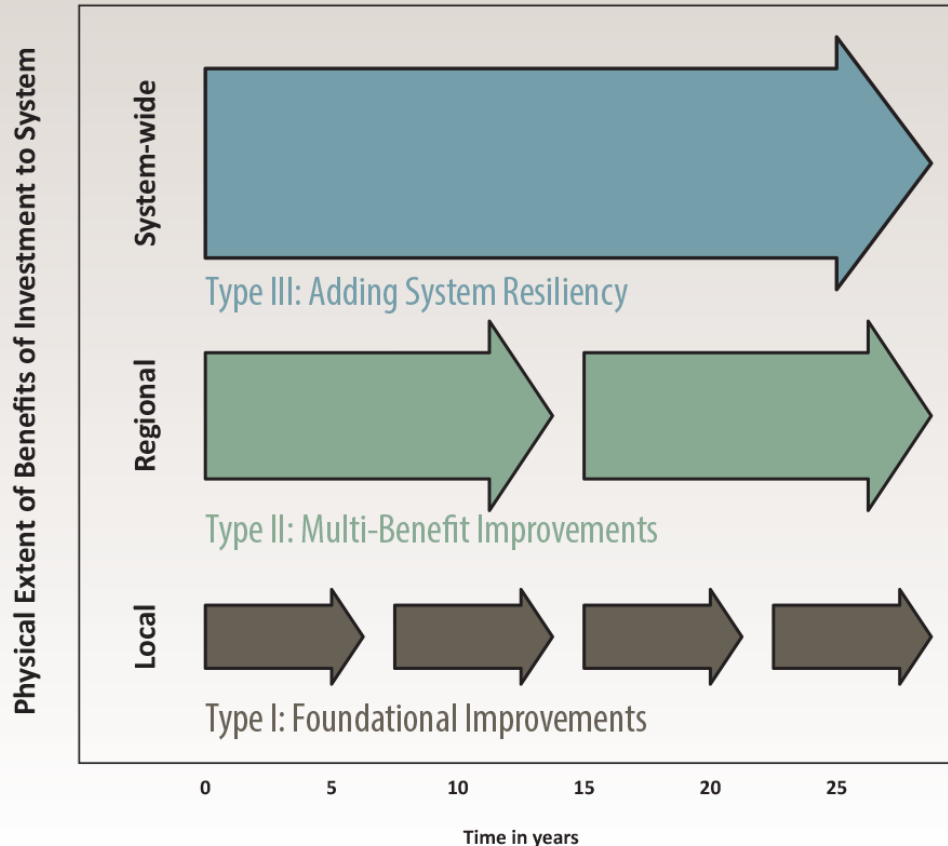 Physical Extent of Benefits of Investment to System
System-wide
Type III: Adding System Resiliency
Regional
Type II: Multi-Benefit Improvements
Local
Type I: Foundational Improvements
0 5 10 15 20 25
Time in years